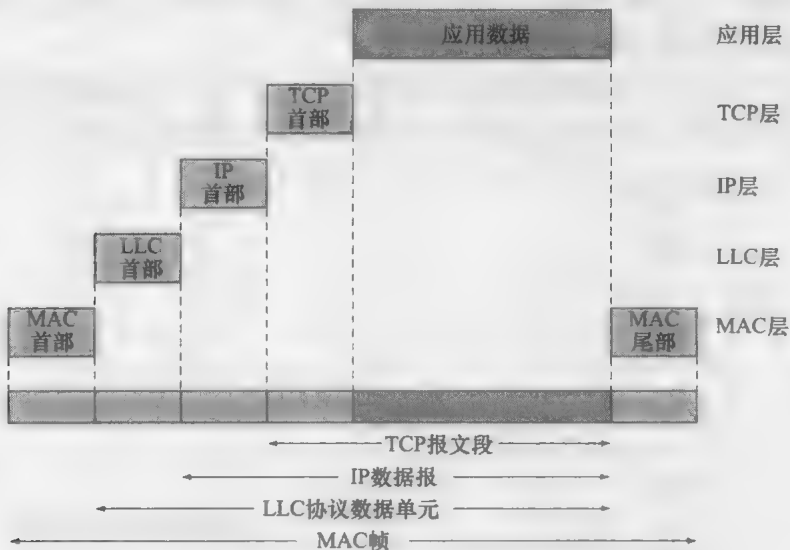 应用数据
应用层
TCP
首部
TCP层
IP
首部
IP层
LLC
首部
LLC层
MAC
首部
MAC
尾部
MAC层
TCP报文段
IP数据报
LLC协议数据单元
MAC帧